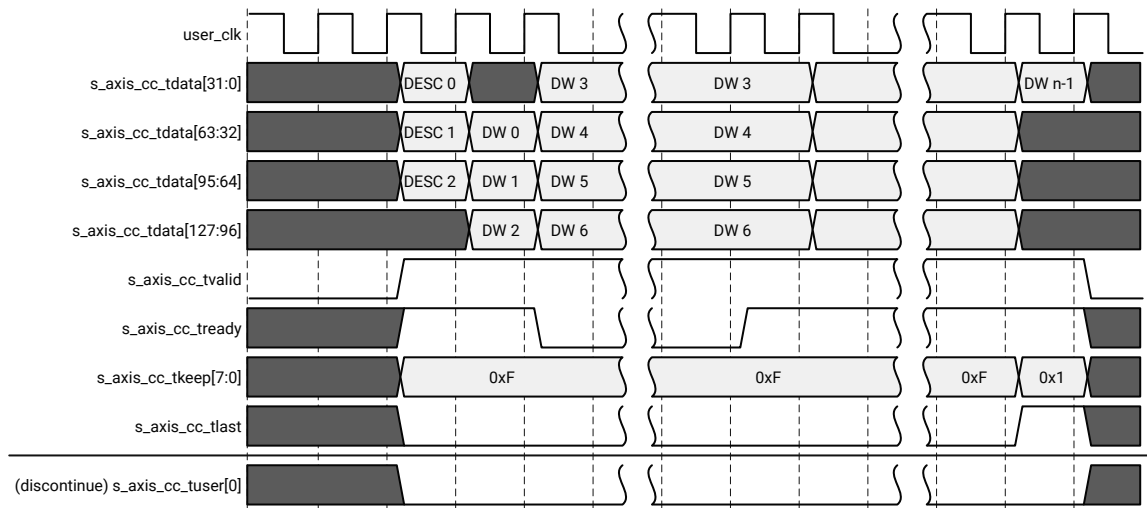 user_clk
s_axis_cc_tdata[31:0] DESC 0 DW 3 DW 3 DW n-1
s_axis_cc_tdata[63:32] DESC 1 DW 0 DW 4 DW 4
s_axis_cc_tdata[95:64] DESC 2 DW 1 DW 5 DW 5
s_axis_cc_tdata[127:96] DW 2 DW 6 DW 6
s_axis_cc_tvalid
s_axis_cc_tready
s_axis_cc_tkeep[7:0] 0xF 0xF 0xF 0x1
s_axis_cc_tlast
(discontinue) s_axis_cc_tuser[0]